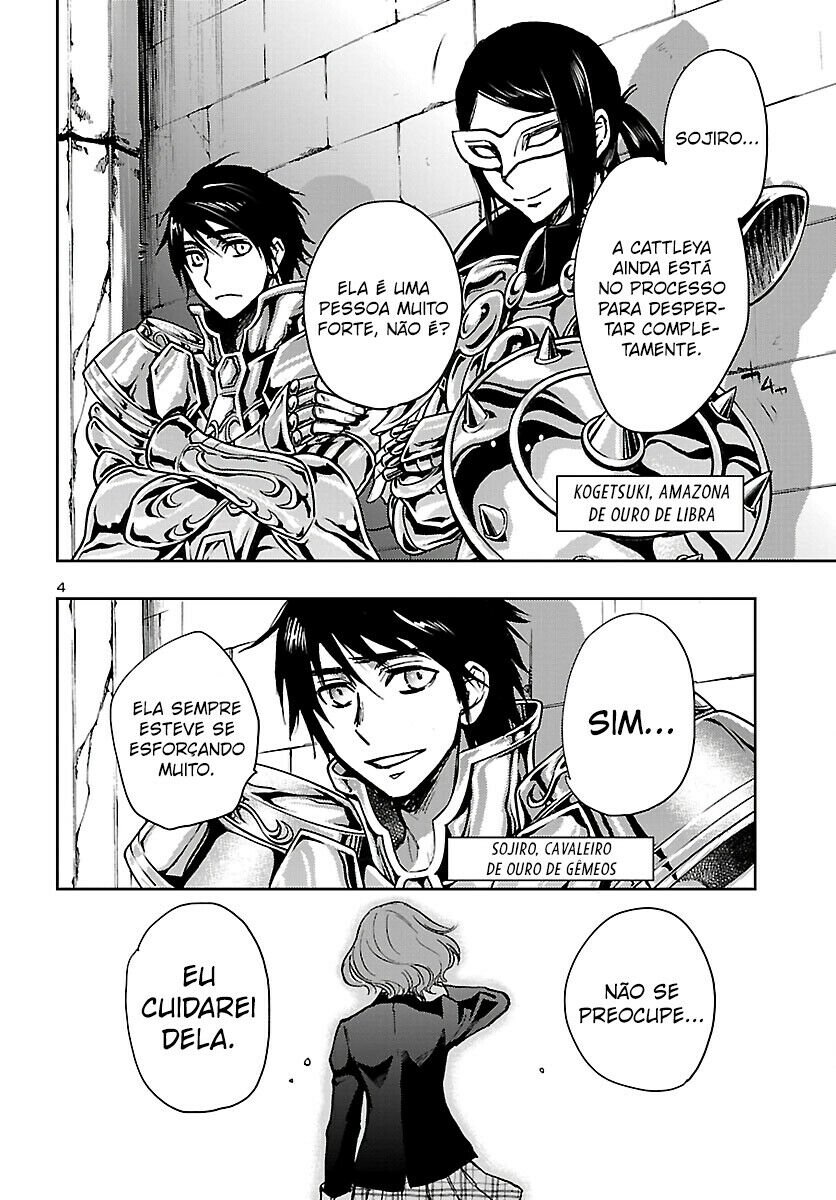 SOJIRO...
A CATTLEYA
AINDA ESTÁ
NO PROCESSO
PARA DESPER-
TAR COMPLE-
TAMENTE.
ELA É UMA
PESSOA MUITO
FORTE, NÃO É?
KOGETSUKI, AMAZONA
DE OURO DE LIBRA
4
SIM...
ELA SEMPRE
ESTEVE SE
ESFORÇANDO
MUITO.
SOJIRO, CAVALEIRO
DE OURO DE GÊMEOS
NÃO SE
PREOCUPE...
EU
CUIDAREI
DELA.